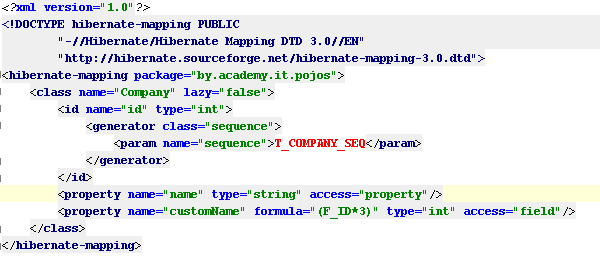 <?xml version="1.0"?>
<!DOCTYPE hibernate-mapping PUBLIC
        "-//Hibernate/Hibernate Mapping DTD 3.0//EN"
        "http://hibernate.sourceforge.net/hibernate-mapping-3.0.dtd">
<hibernate-mapping package="by.academy.it.pojos">
    <class name="Company" lazy="false">
        <id name="id" type="int">
            <generator class="sequence">
                <param name="sequence">T_COMPANY_SEQ</param>
            </generator>
        </id>
        <property name="name" type="string" access="property"/>
        <property name="customName" formula="(F_ID*3)" type="int" access="field"/>
    </class>
</hibernate-mapping>